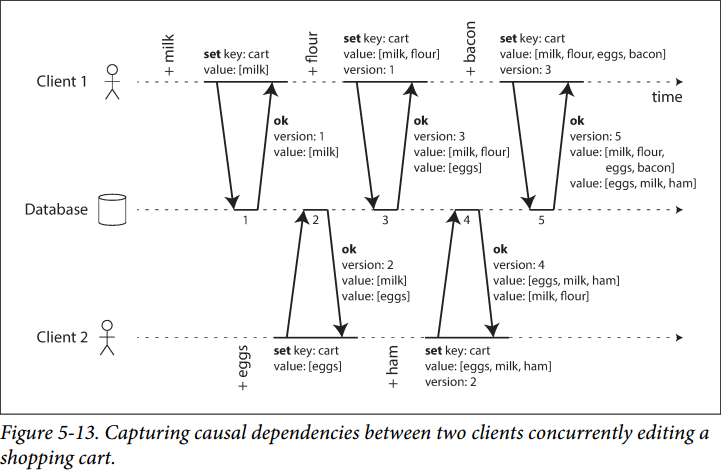 + milk
set key: cart
value: [milk]
+ flour
set key: cart
value: [milk, flour]
version: 1
+ bacon
set key: cart
value: [milk, flour, eggs, bacon]
version: 3
Client 1
time
ok
version: 1
value: [milk]
ok
version: 3
value: [milk, flour]
value: [eggs]
ok
version: 5
value: [milk, flour,
eggs, bacon]
value: [eggs, milk, ham]
Database
1
2
3
4
5
ok
version: 2
value: [milk]
value: [eggs]
ok
version: 4
value: [eggs, milk, ham]
value: [milk, flour]
Client 2
+ eggs
set key: cart
value: [eggs]
+ ham
set key: cart
value: [eggs, milk, ham]
version: 2
Figure 5-13. Capturing causal dependencies between two clients concurrently editing a
shopping cart.